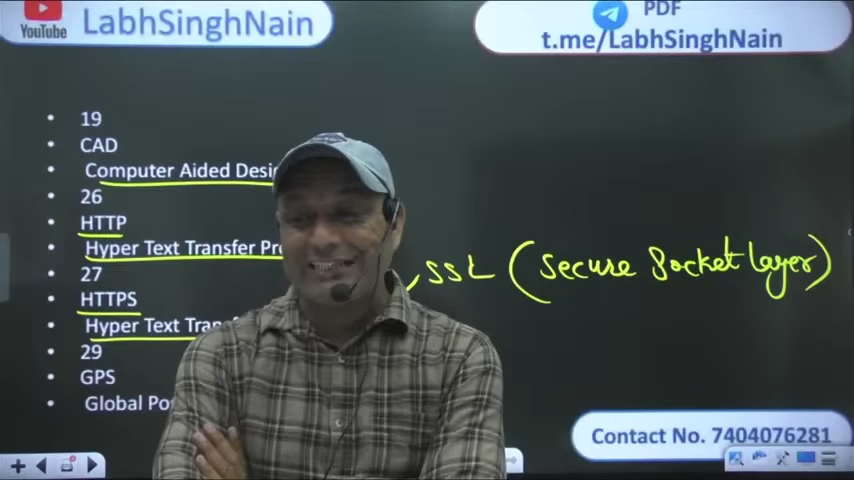 YouTube
LabhSinghNain
PDF
t.me/LabhSinghNain
19
CAD
Computer Aided Desi
26
HTTP
Hyper Text Transfer Pr
27
HTTPS
Hyper Text Tran
29
GPS
Global Po
SSL (Secure Socket layer)
Contact No. 7404076281